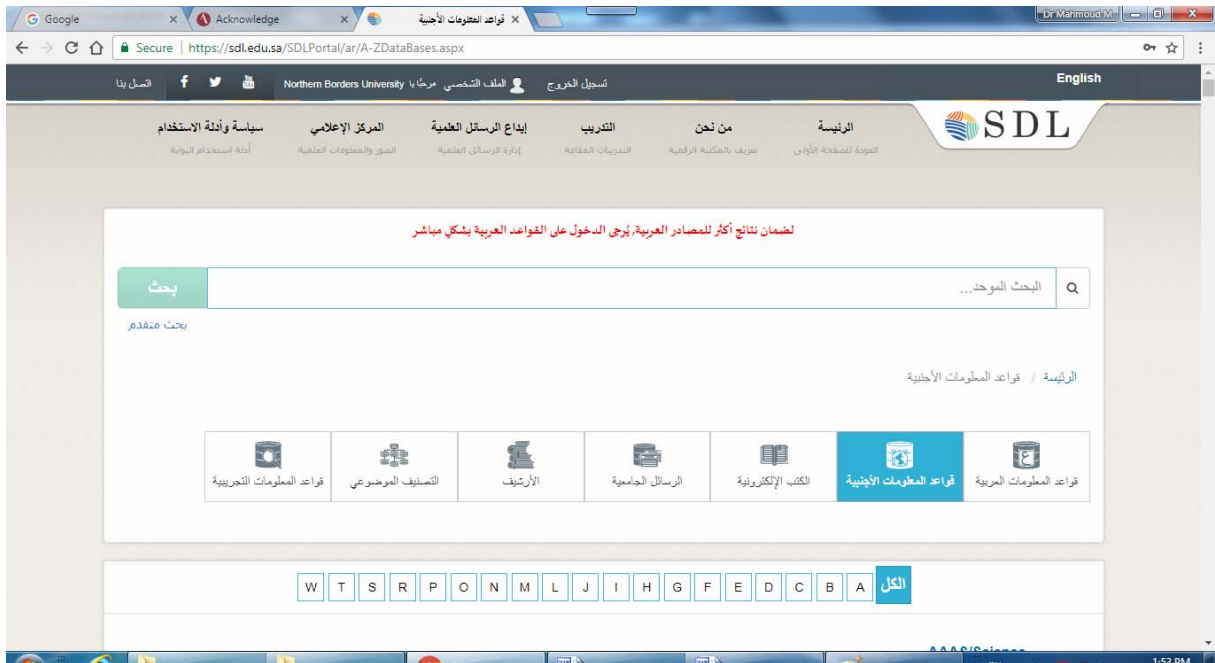 Google
Acknowledge
قواعد المعلومات الأجنبية
Dr Mahmoud M
Secure | https://sdl.edu.sa/SDLPortal/ar/A-ZDataBases.aspx
English
تسجيل الخروج
الملف الشخصي مرحبًا با Northern Borders University
اتصل بنا
SDL
الرئيسة
من نحن
التدريب
إيداع الرسائل العلمية
المركز الإعلامي
سياسة وأدلة الاستخدام
العودة للصفحة الأولى
تعريف بالمكتبة الرقمية
التدريبات المقامة
إدارة الرسائل العلمية
الصور والمعلومات العلمية
أدلة استخدام البوابة
لضمان نتائج أكثر للمصادر العربية, يُرجى الدخول على القواعد العربية بشكلٍ مباشر
البحث الموحد...
بحث
بحث متقدم
الرئيسة / قواعد المعلومات الأجنبية
قواعد المعلومات العربية
قواعد المعلومات الأجنبية
الكتب الإلكترونية
الرسائل الجامعية
الأرشيف
التصنيف الموضوعي
قواعد المعلومات التجريبية
الكل A B C D E F G H I J L M N O P R S T W
AAAS/Science
1:53 PM